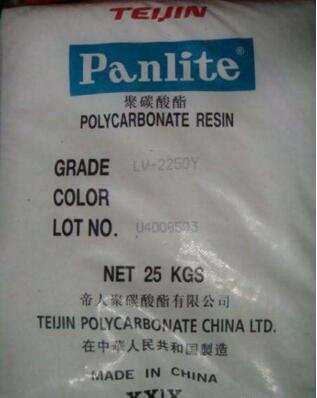 TEIJIN
Panlite®
聚碳酸酯
POLYCARBONATE RESIN
GRADE LV-2250Y
COLOR
LOT NO. U4008503
NET 25 KGS
帝人聚碳酸酯有限公司
TEIJIN POLYCARBONATE CHINA LTD.
在中華人民共和国製造
MADE IN CHINA